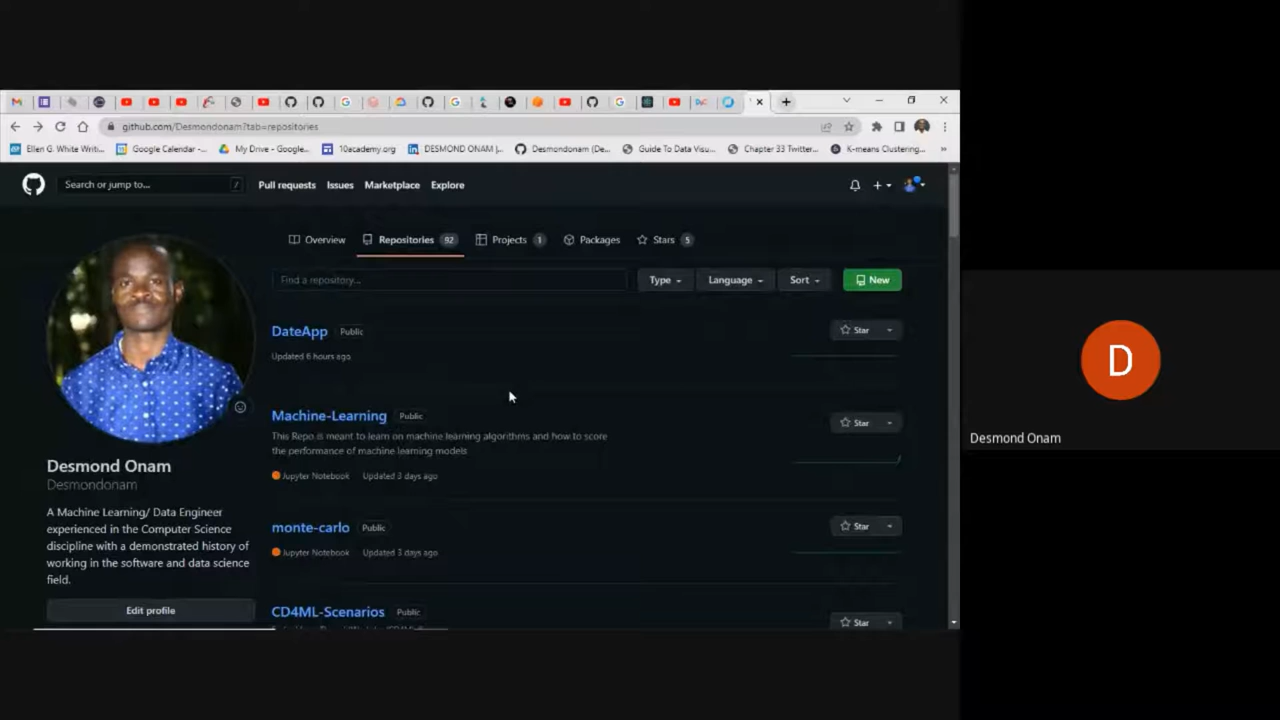 github.com/Desmondonam?tab=repositories
Ellen G. White Writi... Google Calendar -... My Drive - Google... 10academy.org DESMOND ONAM |... Desmondonam (De... Guide To Data Visu... Chapter 33 Twitter... K-means Clustering... »
Search or jump to... / Pull requests Issues Marketplace Explore
Overview Repositories 92 Projects 1 Packages Stars 5
Find a repository... Type Language Sort New
DateApp Public Star
Updated 6 hours ago
Machine-Learning Public Star
This Repo is meant to learn on machine learning algorithms and how to score
the performance of machine learning models
Jupyter Notebook Updated 3 days ago
monte-carlo Public Star
Jupyter Notebook Updated 3 days ago
CD4ML-Scenarios Public Star
Desmond Onam
Desmondonam
A Machine Learning/ Data Engineer
experienced in the Computer Science
discipline with a demonstrated history of
working in the software and data science
field.
Edit profile
D
Desmond Onam